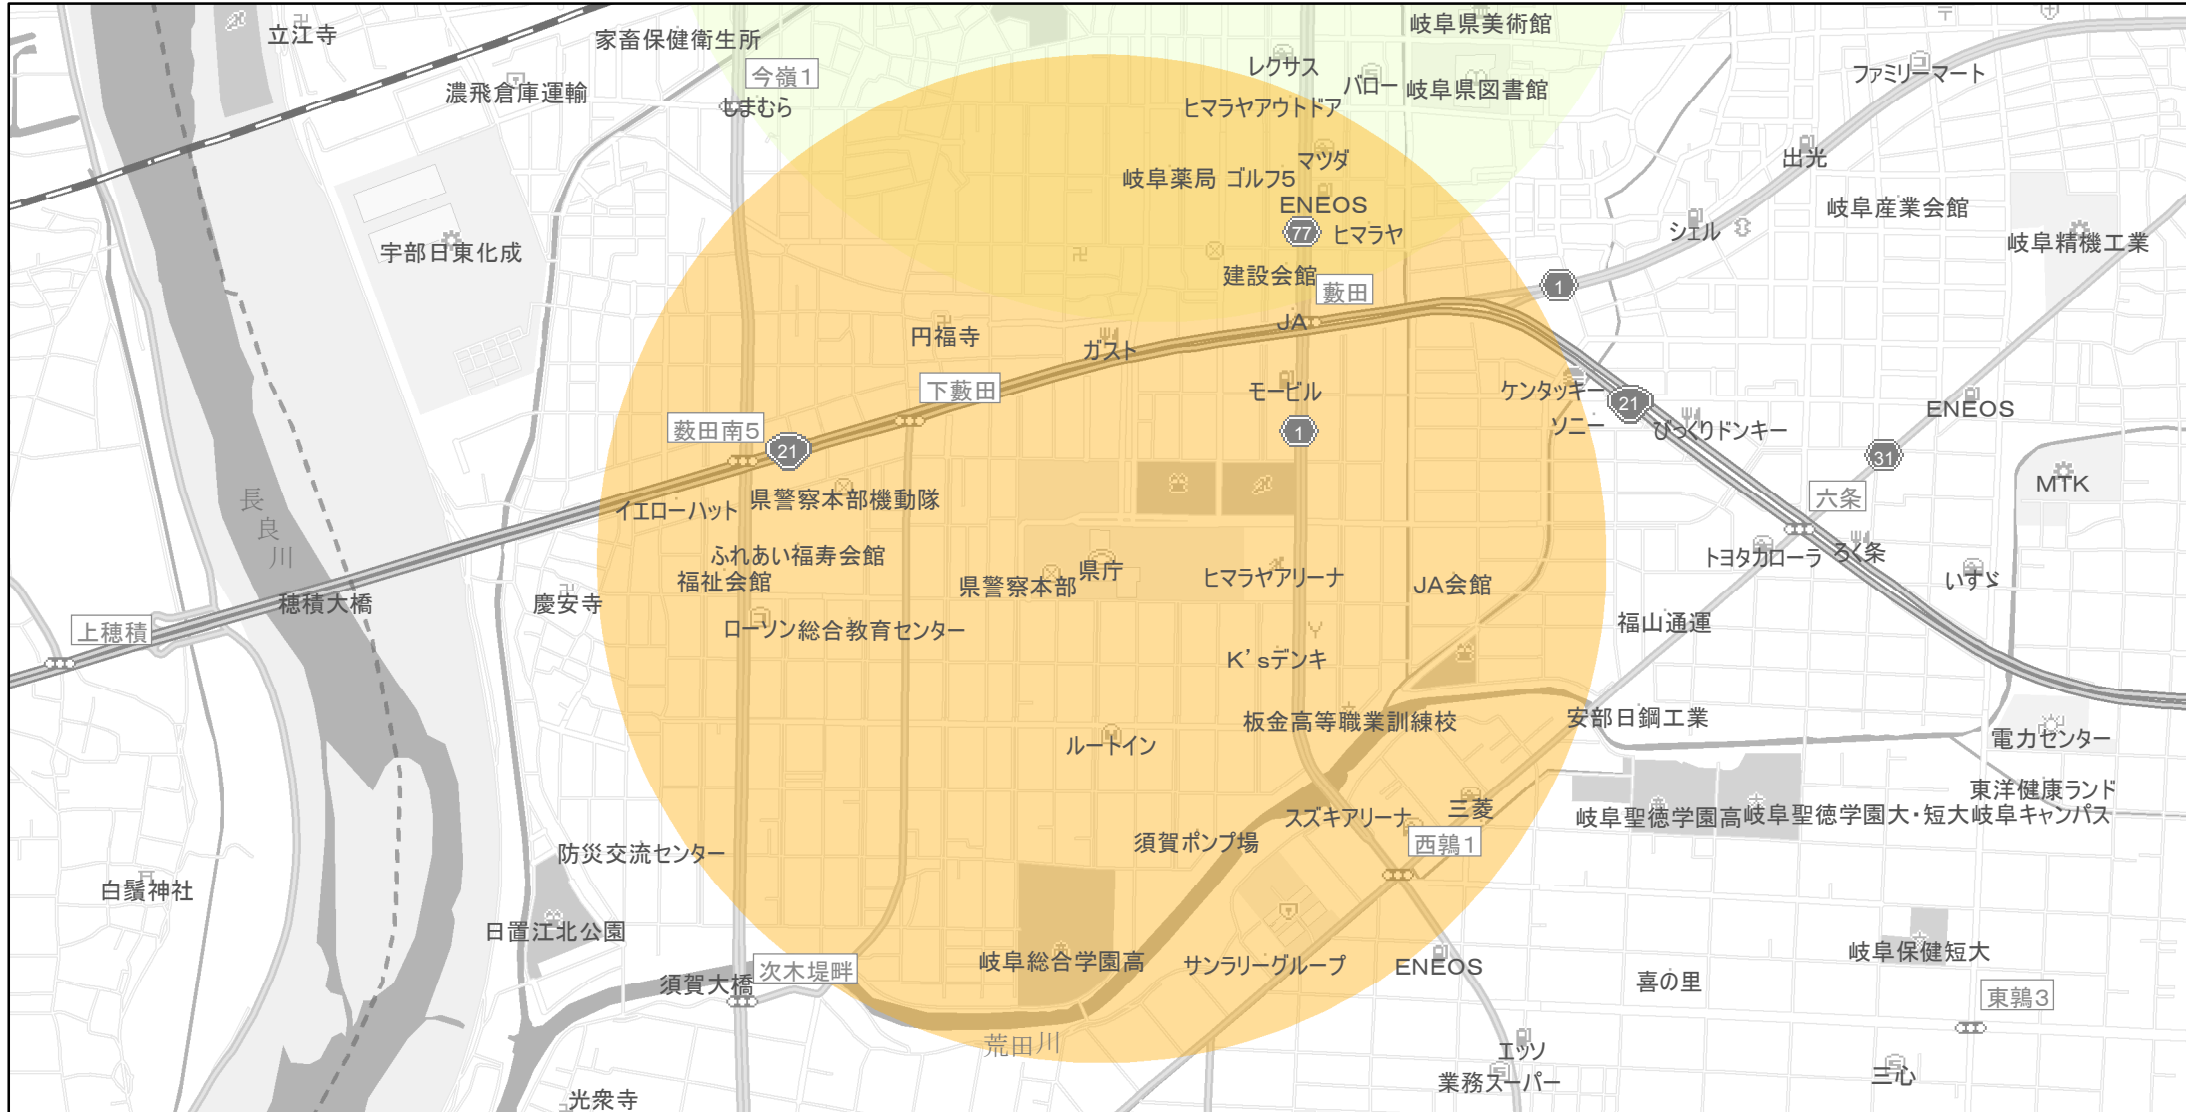 立江寺
家畜保健衛生所
岐阜県美術館
今嶺1
レクサス
バロー
岐阜県図書館
ファミリーマート
濃飛倉庫運輸
しまむら
ヒマラヤアウトドア
マツダ
出光
岐阜薬局
ゴルフ5
ENEOS
岐阜産業会館
77
ヒマラヤ
シェル
岐阜精機工業
宇部日東化成
建設会館
藪田
1
円福寺
ガスト
JA
下藪田
モービル
ケンタッキー
21
ENEOS
薮田南5
21
1
ソニー
びっくりドンキー
31
長良川
イエローハット
県警察本部機動隊
MTK
六条
ふれあい福寿会館
福祉会館
県警察本部
県庁
ヒマラヤアリーナ
JA会館
トヨタカローラ
ろく条
いすゞ
穂積大橋
慶安寺
上穂積
ローソン
総合教育センター
福山通運
K'sデンキ
板金高等職業訓練校
安部日鋼工業
ルートイン
電力センター
東洋健康ランド
スズキアリーナ
三菱
岐阜聖徳学園高
岐阜聖徳学園大・短大岐阜キャンパス
須賀ポンプ場
西鶉1
防災交流センター
白鬚神社
日置江北公園
岐阜総合学園高
サンラリーグループ
ENEOS
岐阜保健短大
須賀大橋
次木堤畔
喜の里
東鶉3
荒田川
エッソ
業務スーパー
三心
光衆寺